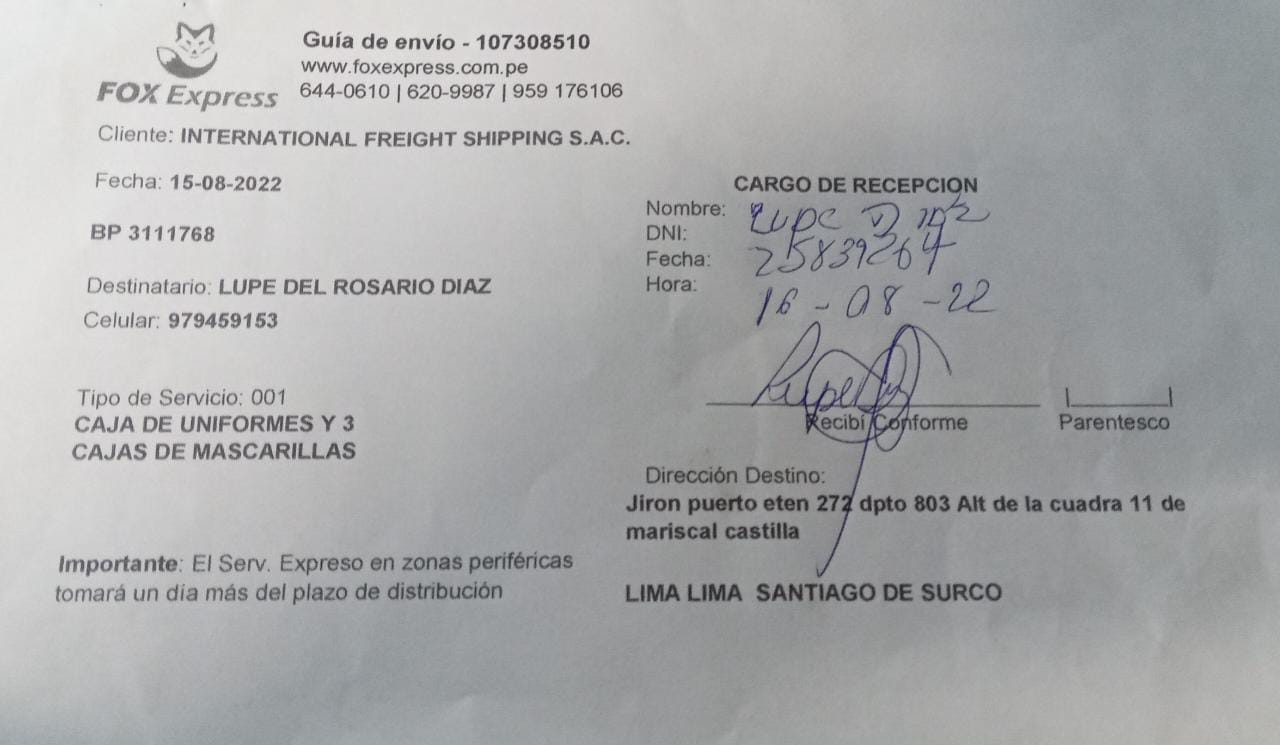 FOX Express
Guía de envío - 107308510
www.foxexpress.com.pe
644-0610 | 620-9987 | 959 176106
Cliente: INTERNATIONAL FREIGHT SHIPPING S.A.C.
Fecha: 15-08-2022
BP 3111768
Destinatario: LUPE DEL ROSARIO DIAZ
Celular: 979459153
Tipo de Servicio: 001
CAJA DE UNIFORMES Y 3
CAJAS DE MASCARILLAS
Importante: El Serv. Expreso en zonas periféricas
tomará un día más del plazo de distribución
CARGO DE RECEPCION
Nombre: Lupe Diaz
DNI: 25839264
Fecha: 16-08-22
Hora:
Recibí Conforme
Parentesco
Dirección Destino:
Jiron puerto eten 272 dpto 803 Alt de la cuadra 11 de
mariscal castilla
LIMA LIMA SANTIAGO DE SURCO